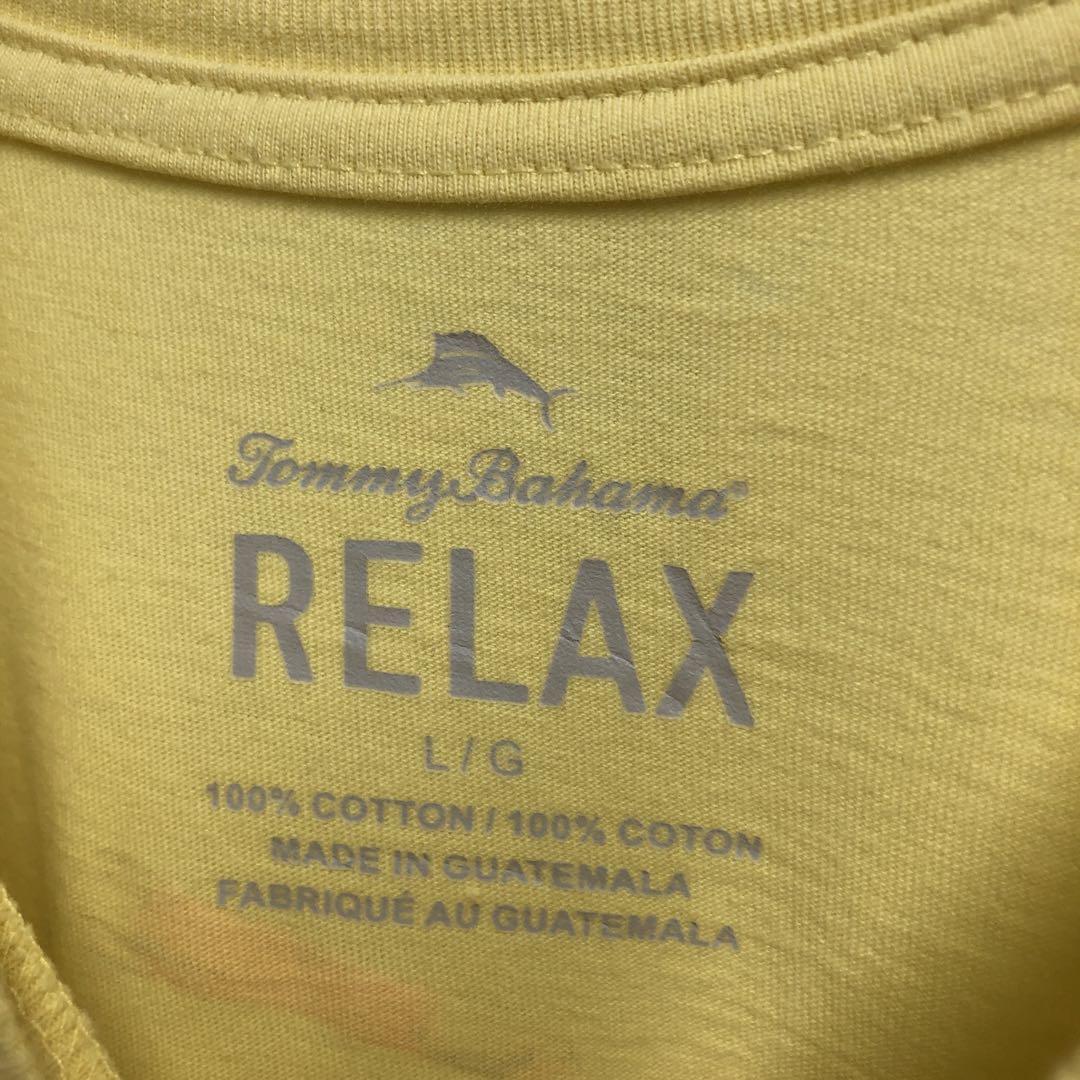 Tommy Bahama®
RELAX
L / G
100% COTTON / 100% COTON
MADE IN GUATEMALA
FABRIQUÉ AU GUATEMALA